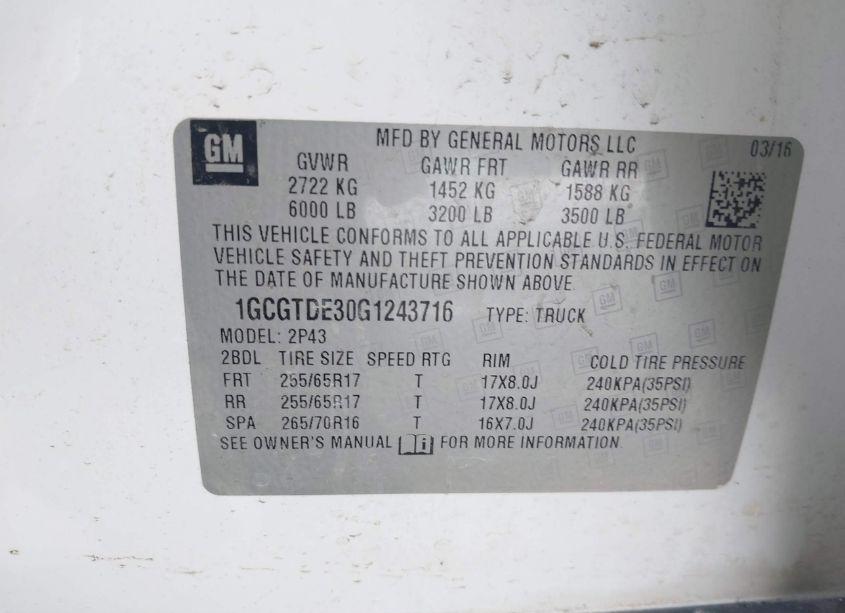 GM
MFD BY GENERAL MOTORS LLC
03/16
GVWR GAWR FRT GAWR RR
2722 KG 1452 KG 1588 KG
6000 LB 3200 LB 3500 LB
THIS VEHICLE CONFORMS TO ALL APPLICABLE U.S. FEDERAL MOTOR
VEHICLE SAFETY AND THEFT PREVENTION STANDARDS IN EFFECT ON
THE DATE OF MANUFACTURE SHOWN ABOVE.
1GCGTDE30G1243716 TYPE: TRUCK
MODEL: 2P43
2BDL TIRE SIZE SPEED RTG RIM COLD TIRE PRESSURE
FRT 255/65R17 T 17X8.0J 240KPA(35PSI)
RR 255/65R17 T 17X8.0J 240KPA(35PSI)
SPA 265/70R16 T 16X7.0J 240KPA(35PSI)
SEE OWNER'S MANUAL i FOR MORE INFORMATION.